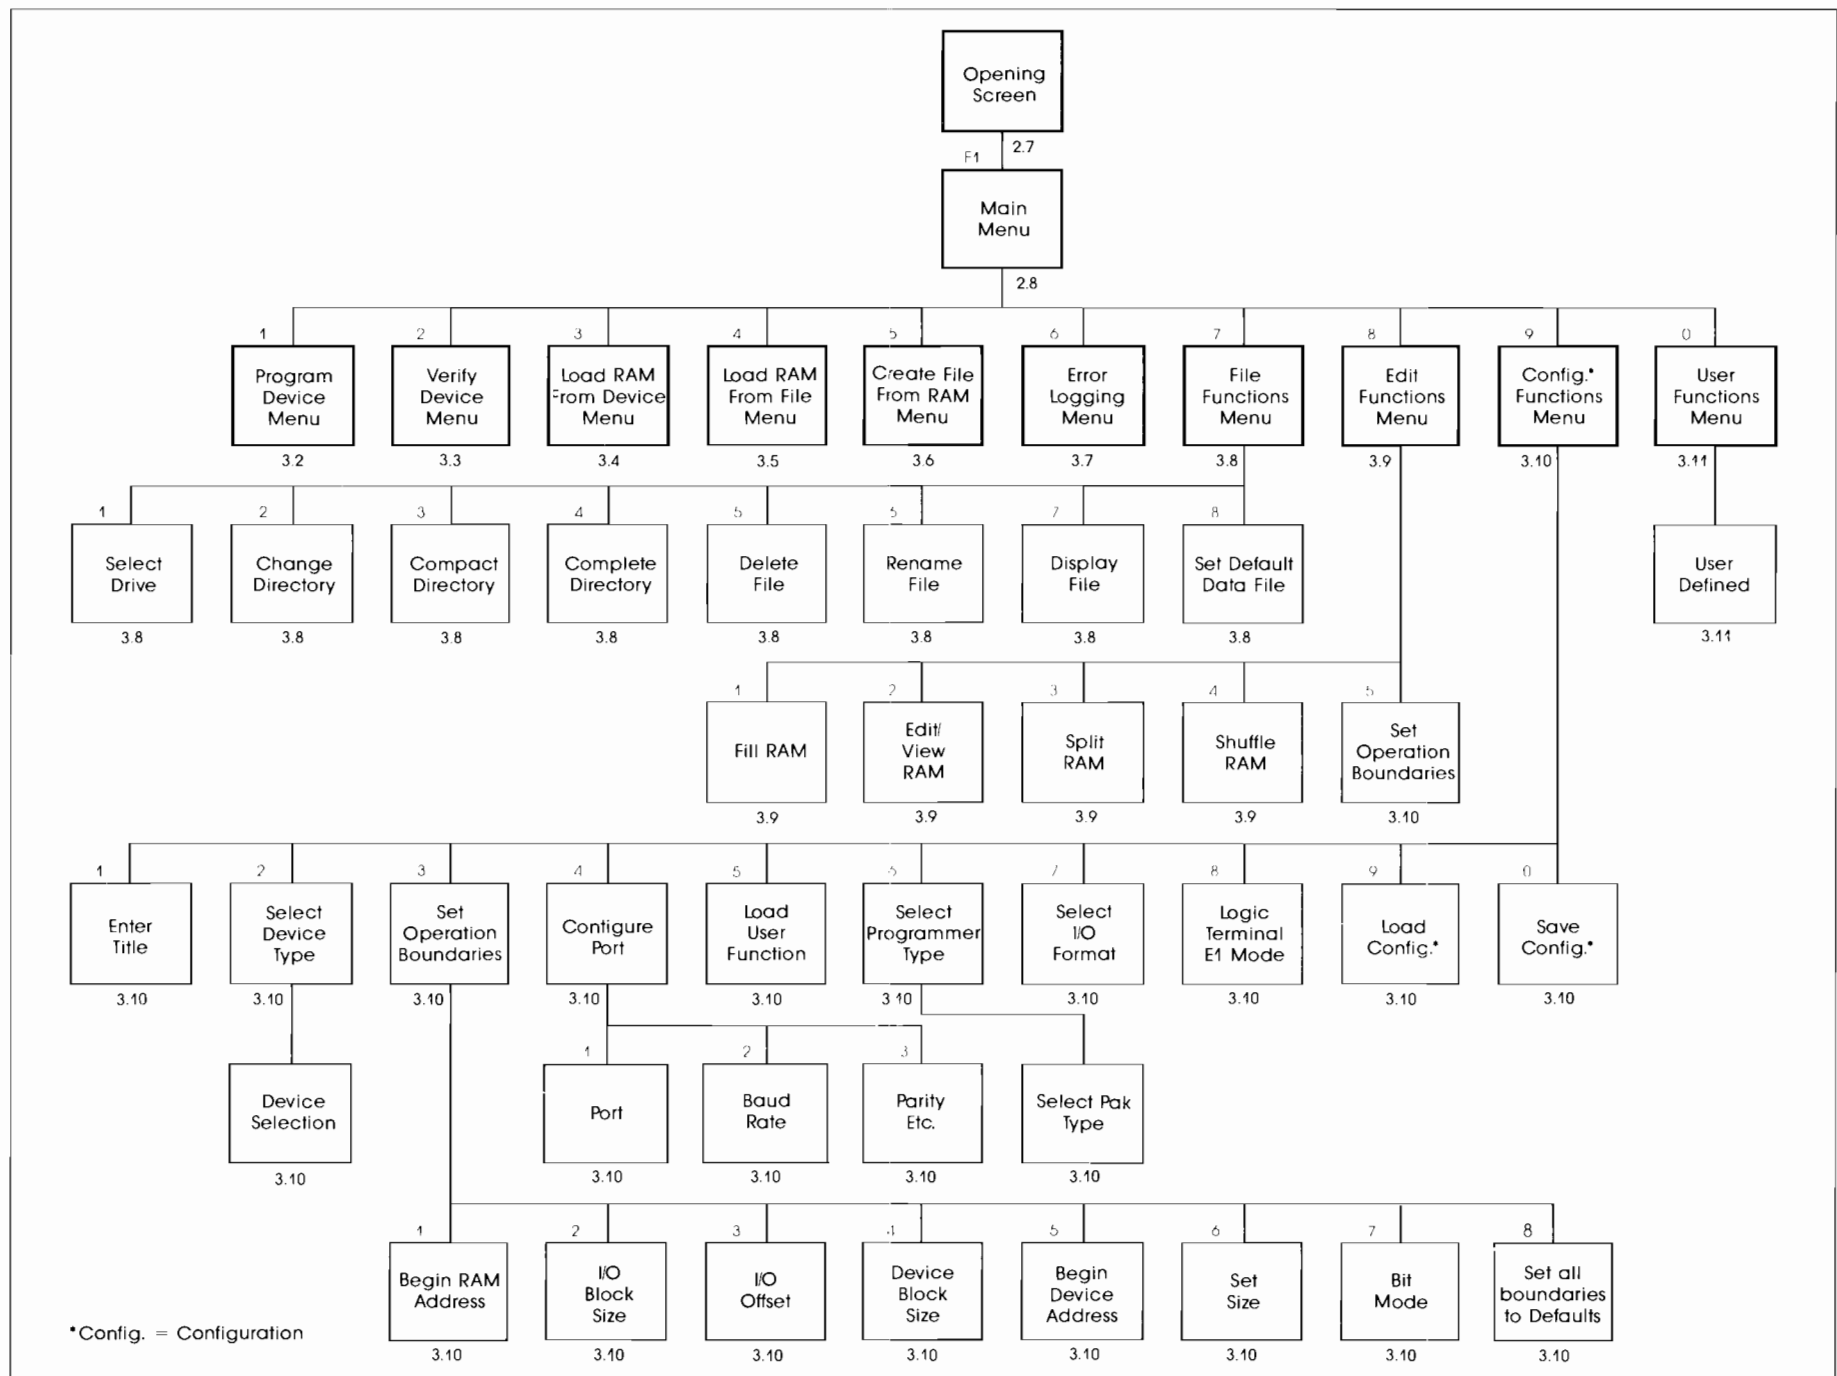 Opening
Screen
2.7
F1
Main
Menu
2.8
1 2 3 4 5 6 7 8 9 0
Program
Device
Menu
Verify
Device
Menu
Load RAM
From Device
Menu
Load RAM
From File
Menu
Create File
From RAM
Menu
Error
Logging
Menu
File
Functions
Menu
Edit
Functions
Menu
Config.*
Functions
Menu
User
Functions
Menu
3.2 3.3 3.4 3.5 3.6 3.7 3.8 3.9 3.10 3.11
1 2 3 4 5 5 7 8
Select
Drive
Change
Directory
Compact
Directory
Complete
Directory
Delete
File
Rename
File
Display
File
Set Default
Data File
User
Defined
3.8 3.8 3.8 3.8 3.8 3.8 3.8 3.8 3.11
1 2 3 4 5
Fill RAM
Edit/
View
RAM
Split
RAM
Shuffle
RAM
Set
Operation
Boundaries
3.9 3.9 3.9 3.9 3.10
1 2 3 4 5 6 7 8 9 0
Enter
Title
Select
Device
Type
Set
Operation
Boundaries
Configure
Port
Load
User
Function
Select
Programmer
Type
Select
I/O
Format
Logic
Terminal
E1 Mode
Load
Config.*
Save
Config.*
3.10 3.10 3.10 3.10 3.10 3.10 3.10 3.10 3.10 3.10
1 2 3
Device
Selection
Port
Baud
Rate
Parity
Etc.
Select Pak
Type
3.10 3.10 3.10 3.10 3.10
1 2 3 4 5 6 7 8
Begin RAM
Address
I/O
Block
Size
I/O
Offset
Device
Block
Size
Begin
Device
Address
Set
Size
Bit
Mode
Set all
boundaries
to Defaults
3.10 3.10 3.10 3.10 3.10 3.10 3.10 3.10
*Config. = Configuration